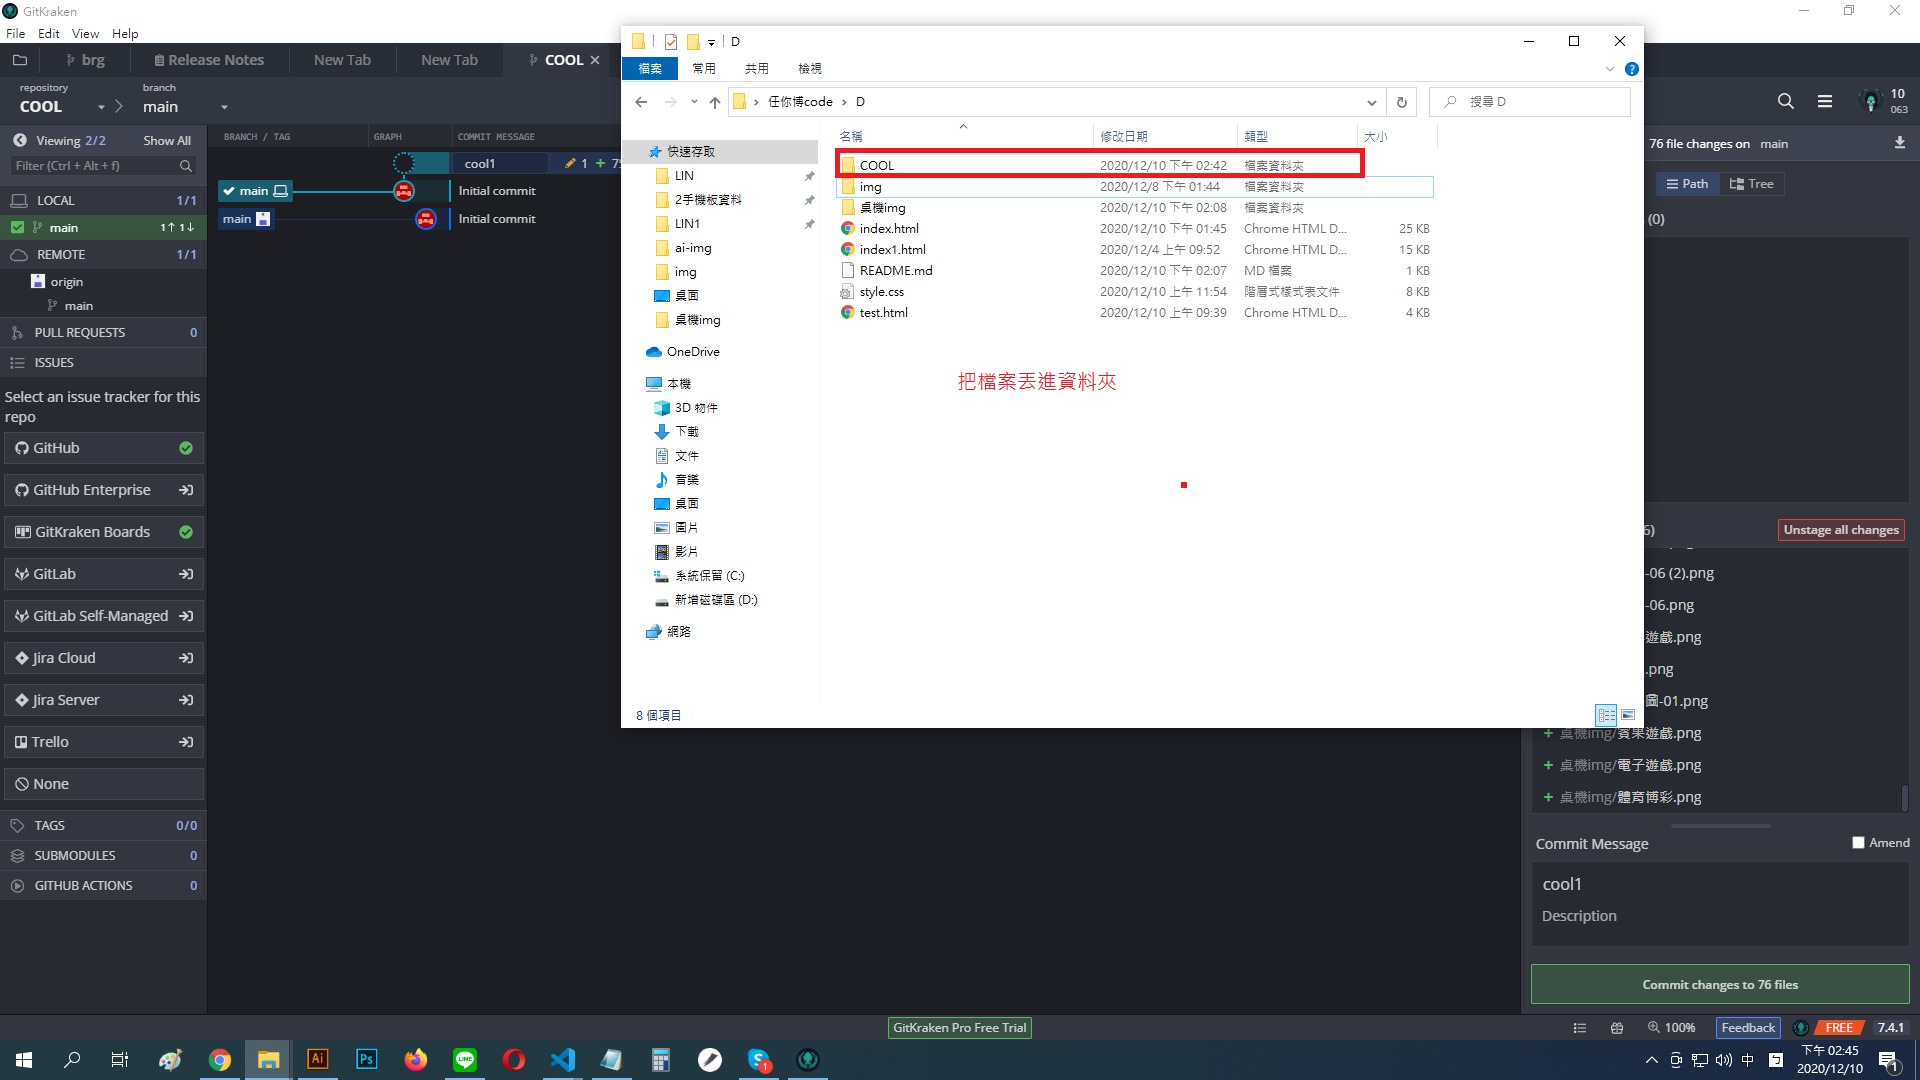 GitKraken
File Edit View Help
brg
Release Notes
New Tab
New Tab
COOL
repository
COOL
branch
main
10
063
Viewing 2/2
Show All
Filter (Ctrl + Alt + f)
LOCAL 1/1
main 1↑ 1↓
REMOTE 1/1
origin
main
PULL REQUESTS 0
ISSUES
Select an issue tracker for this
repo
GitHub
GitHub Enterprise
GitKraken Boards
GitLab
GitLab Self-Managed
Jira Cloud
Jira Server
Trello
None
TAGS 0/0
SUBMODULES 0
GITHUB ACTIONS 0
BRANCH / TAG GRAPH COMMIT MESSAGE
cool1 1 + 75
main Initial commit
main Initial commit
D
檔案 常用 共用 檢視
任你博code › D
搜尋 D
名稱 修改日期 類型 大小
COOL 2020/12/10 下午 02:42 檔案資料夾
img 2020/12/8 下午 01:44 檔案資料夾
桌機img 2020/12/10 下午 02:08 檔案資料夾
index.html 2020/12/10 下午 01:45 Chrome HTML D... 25 KB
index1.html 2020/12/4 上午 09:52 Chrome HTML D... 15 KB
README.md 2020/12/10 下午 02:07 MD 檔案 1 KB
style.css 2020/12/10 上午 11:54 階層式樣式表文件 8 KB
test.html 2020/12/10 上午 09:39 Chrome HTML D... 4 KB
快速存取
LIN
2手機板資料
LIN1
ai-img
img
桌面
桌機img
OneDrive
本機
3D 物件
下載
文件
音樂
桌面
圖片
影片
系統保留 (C:)
新增磁碟區 (D:)
網路
把檔案丟進資料夾
8 個項目
76 file changes on main
Path Tree
(0)
6)
Unstage all changes
-06 (2).png
-06.png
遊戲.png
.png
圖-01.png
+ 桌機img/賓果遊戲.png
+ 桌機img/電子遊戲.png
+ 桌機img/體育博彩.png
Commit Message
Amend
cool1
Description
Commit changes to 76 files
GitKraken Pro Free Trial
100%
Feedback
FREE
7.4.1
Ai
Ps
LINE
S
1
中
下午 02:45
2020/12/10
1